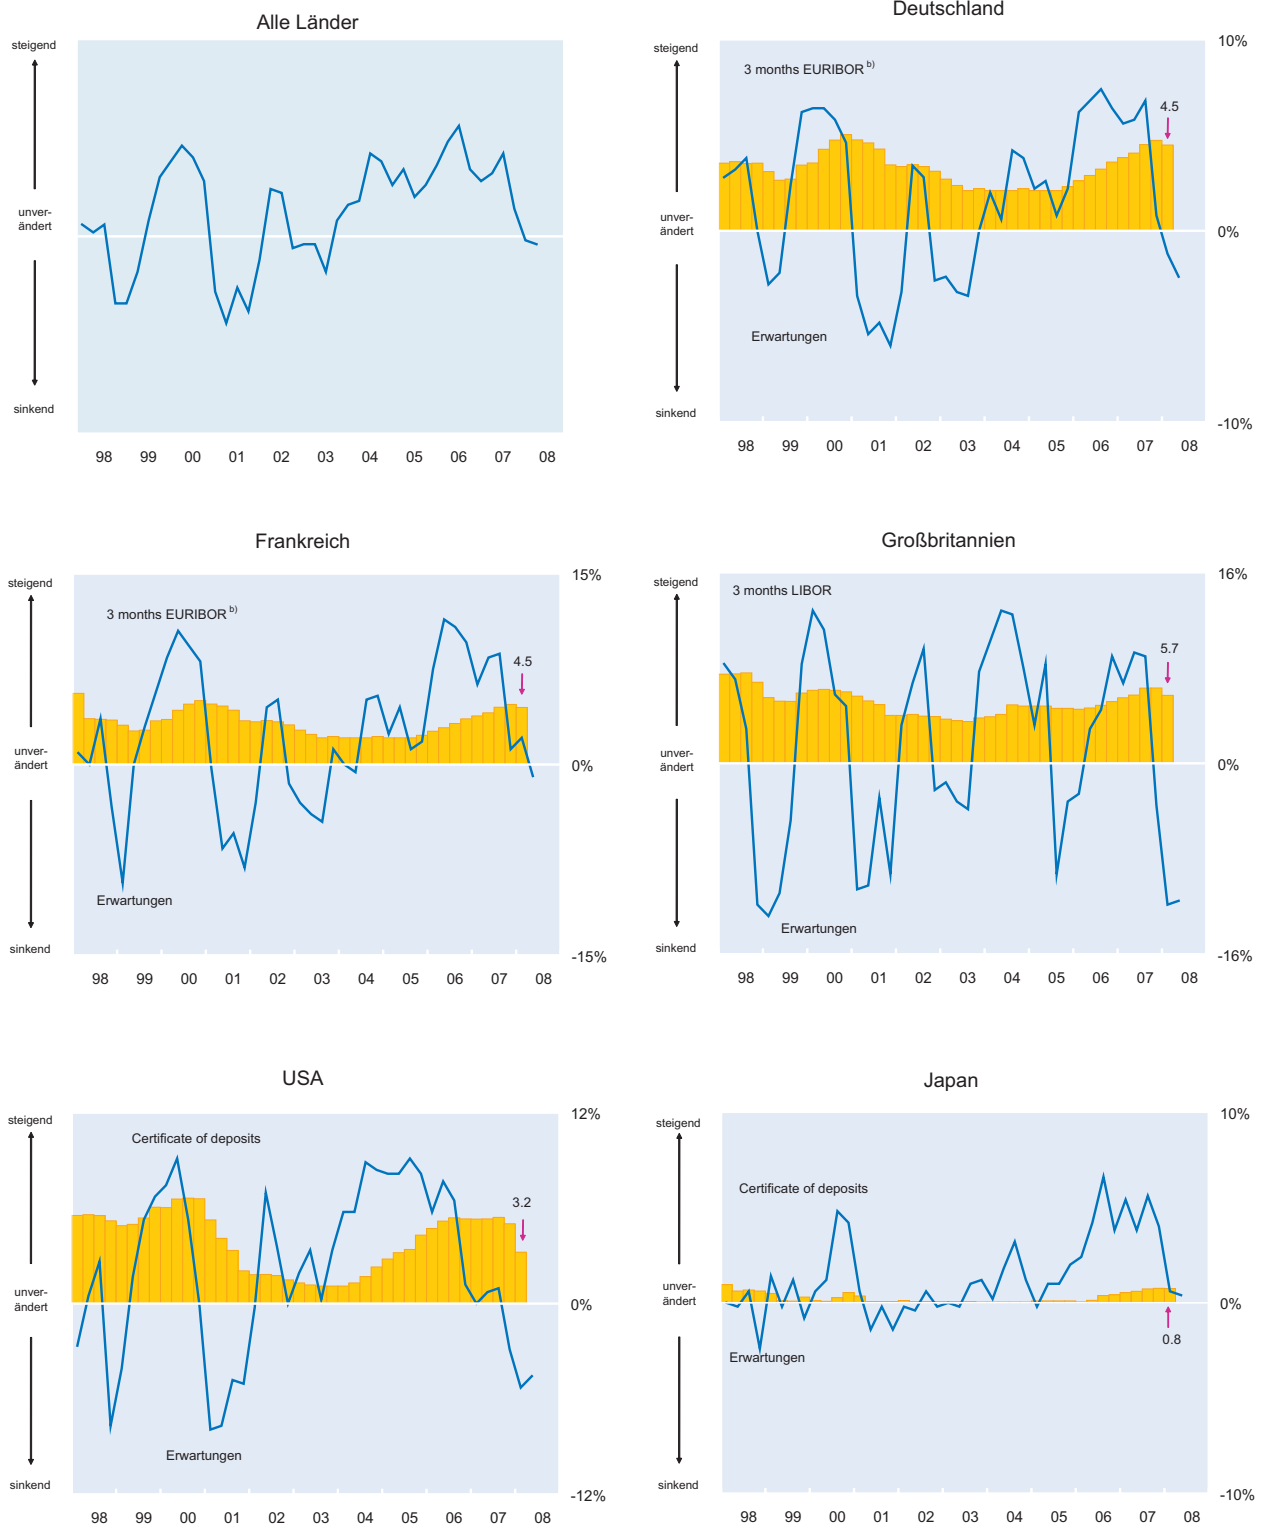 Alle Länder
steigend
unver-
ändert
sinkend
98 99 00 01 02 03 04 05 06 07 08
Deutschland
steigend
10%
3 months EURIBOR b)
4.5
unver-
ändert
0%
Erwartungen
sinkend
-10%
98 99 00 01 02 03 04 05 06 07 08
Frankreich
steigend
15%
3 months EURIBOR b)
4.5
unver-
ändert
0%
Erwartungen
sinkend
-15%
98 99 00 01 02 03 04 05 06 07 08
Großbritannien
steigend
16%
3 months LIBOR
5.7
unver-
ändert
0%
Erwartungen
sinkend
-16%
98 99 00 01 02 03 04 05 06 07 08
USA
steigend
12%
Certificate of deposits
3.2
unver-
ändert
0%
Erwartungen
sinkend
-12%
98 99 00 01 02 03 04 05 06 07 08
Japan
steigend
10%
Certificate of deposits
unver-
ändert
0%
0.8
Erwartungen
sinkend
-10%
98 99 00 01 02 03 04 05 06 07 08